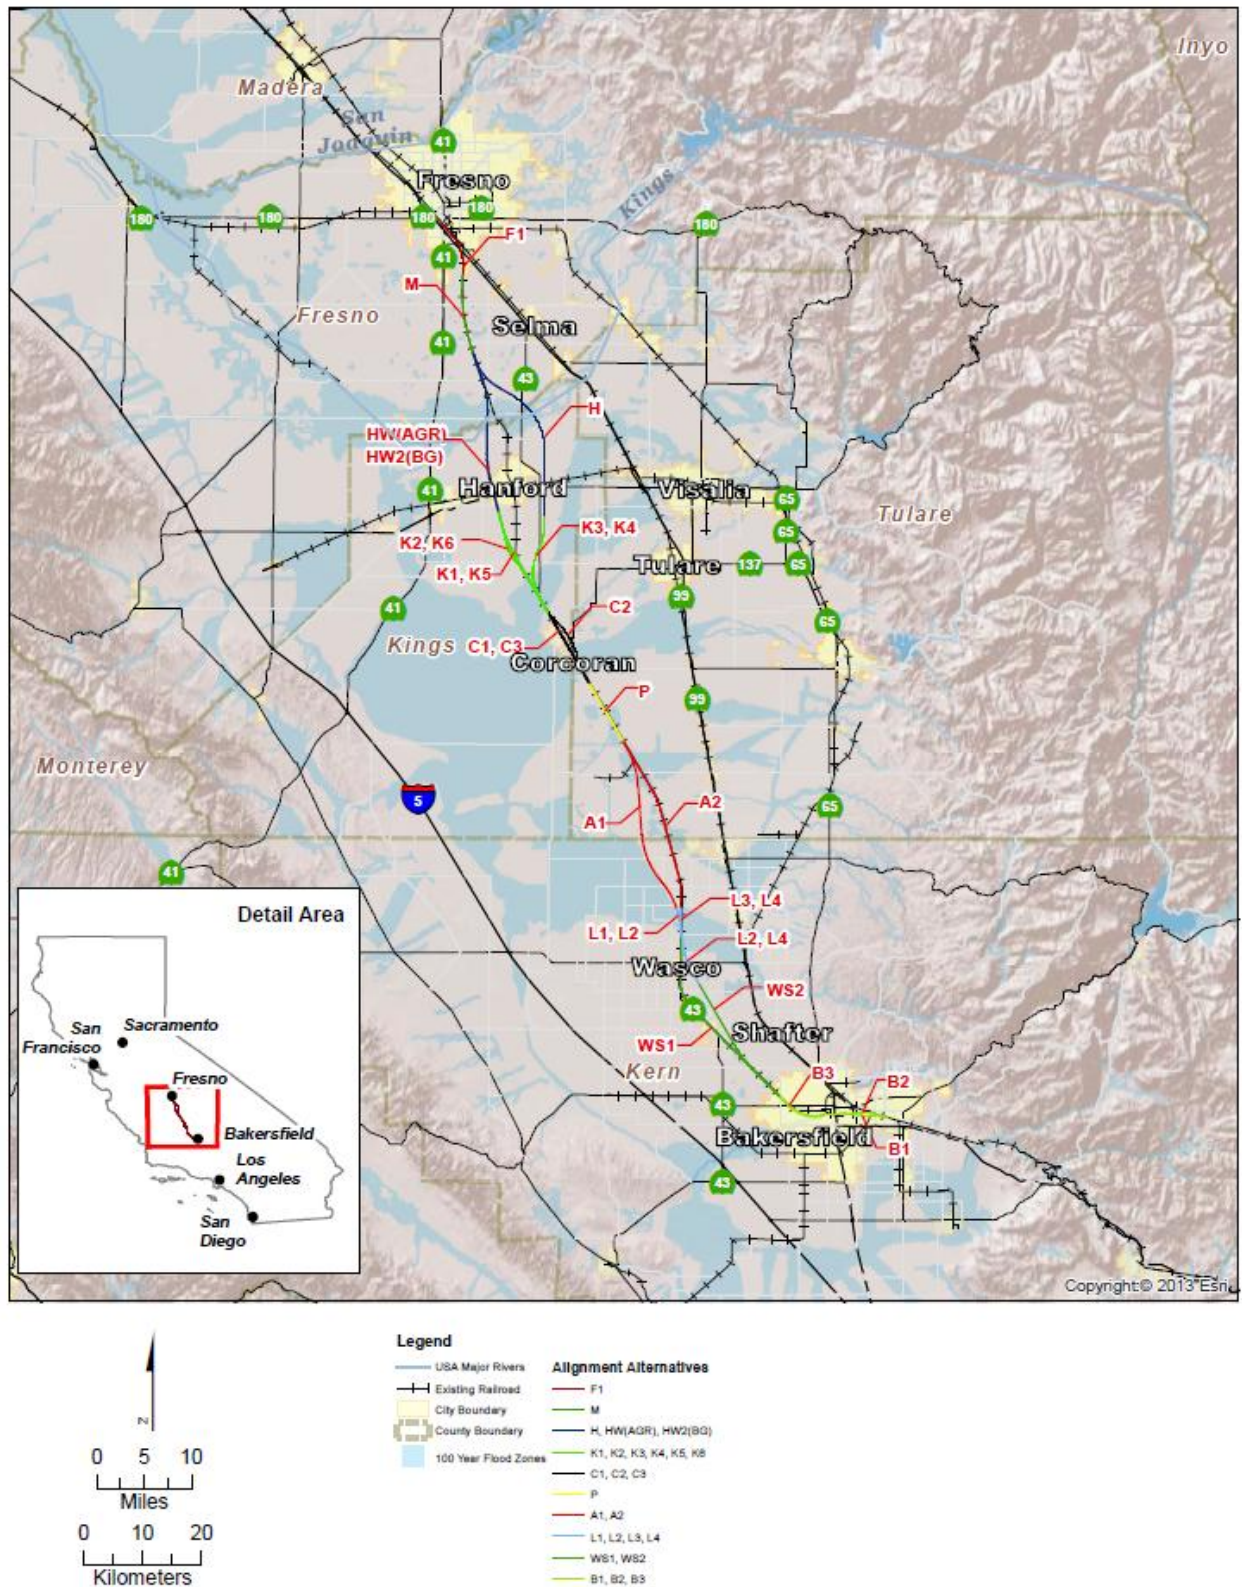 Inyo
Madera
San
Joaquin
41
Fresno
Kings
180
180
180
180
180
F1
41
M
Fresno
Selma
41
43
H
HW(AGR)
HW2(BG)
Hanford
Visalia
41
65
Tulare
K3, K4
65
K2, K6
K1, K5
Tulare
137
65
99
41
C2
65
Kings
C1, C3
Corcoran
P
99
Monterey
5
A2
65
A1
41
L3, L4
L1, L2
L2, L4
Wasco
WS2
43
Shafter
WS1
Kern
B3
B2
43
Bakersfield
B1
43
Detail Area
San
Francisco
Sacramento
Fresno
Bakersfield
Los
Angeles
San
Diego
Copyright:© 2013 Esri
N
0 5 10
Miles
0 10 20
Kilometers
Legend
USA Major Rivers
Existing Railroad
City Boundary
County Boundary
100 Year Flood Zones
Alignment Alternatives
F1
M
H, HW(AGR), HW2(BG)
K1, K2, K3, K4, K5, K6
C1, C2, C3
P
A1, A2
L1, L2, L3, L4
WS1, WS2
B1, B2, B3